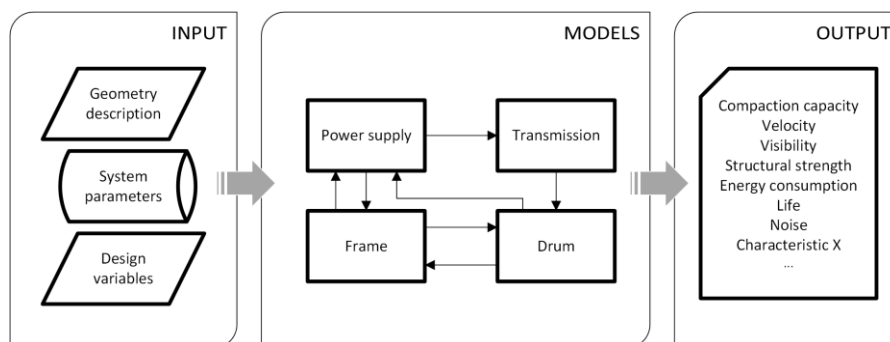 INPUT
Geometry
description
System
parameters
Design
variables
MODELS
Power supply
Transmission
Frame
Drum
OUTPUT
Compaction capacity
Velocity
Visibility
Structural strength
Energy consumption
Life
Noise
Characteristic X
...